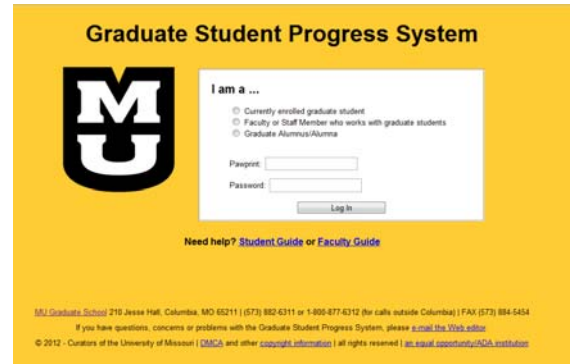 Graduate Student Progress System
MU
I am a ...
Currently enrolled graduate student
Faculty or Staff Member who works with graduate students
Graduate Alumnus/Alumna
Pawprint:
Password:
Log In
Need help? Student Guide or Faculty Guide
MU Graduate School 210 Jesse Hall, Columbia, MO 65211 | (573) 882-6311 or 1-800-877-6312 (for calls outside Columbia) | FAX (573) 884-5454
If you have questions, concerns or problems with the Graduate Student Progress System, please e-mail the Web editor.
© 2012 - Curators of the University of Missouri | DMCA and other copyright information | all rights reserved | an equal opportunity/ADA institution